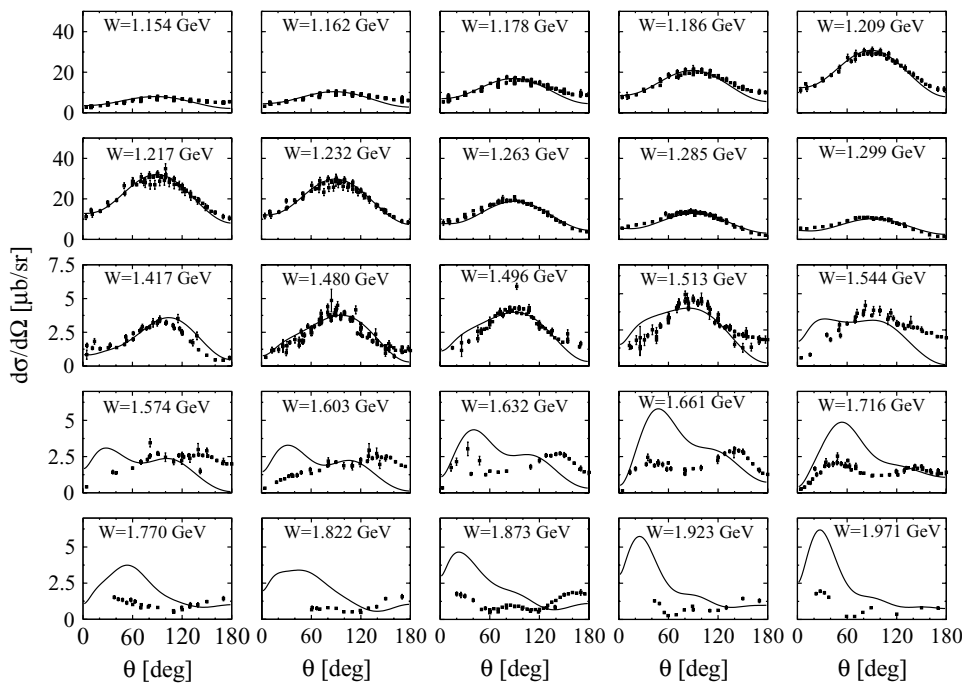 50
W=1.154 GeV
W=1.162 GeV
W=1.178 GeV
W=1.186 GeV
W=1.209 GeV
40
20
0
W=1.217 GeV
W=1.232 GeV
W=1.263 GeV
W=1.285 GeV
W=1.299 GeV
40
20
0
7.5
W=1.417 GeV
W=1.480 GeV
W=1.496 GeV
W=1.513 GeV
W=1.544 GeV
5
2.5
0
dσ/dΩ [μb/sr]
W=1.574 GeV
W=1.603 GeV
W=1.632 GeV
W=1.661 GeV
W=1.716 GeV
5
2.5
0
W=1.770 GeV
W=1.822 GeV
W=1.873 GeV
W=1.923 GeV
W=1.971 GeV
5
2.5
0
0 60 120 180 0 60 120 180 0 60 120 180 0 60 120 180 0 60 120 180
θ [deg] θ [deg] θ [deg] θ [deg] θ [deg]